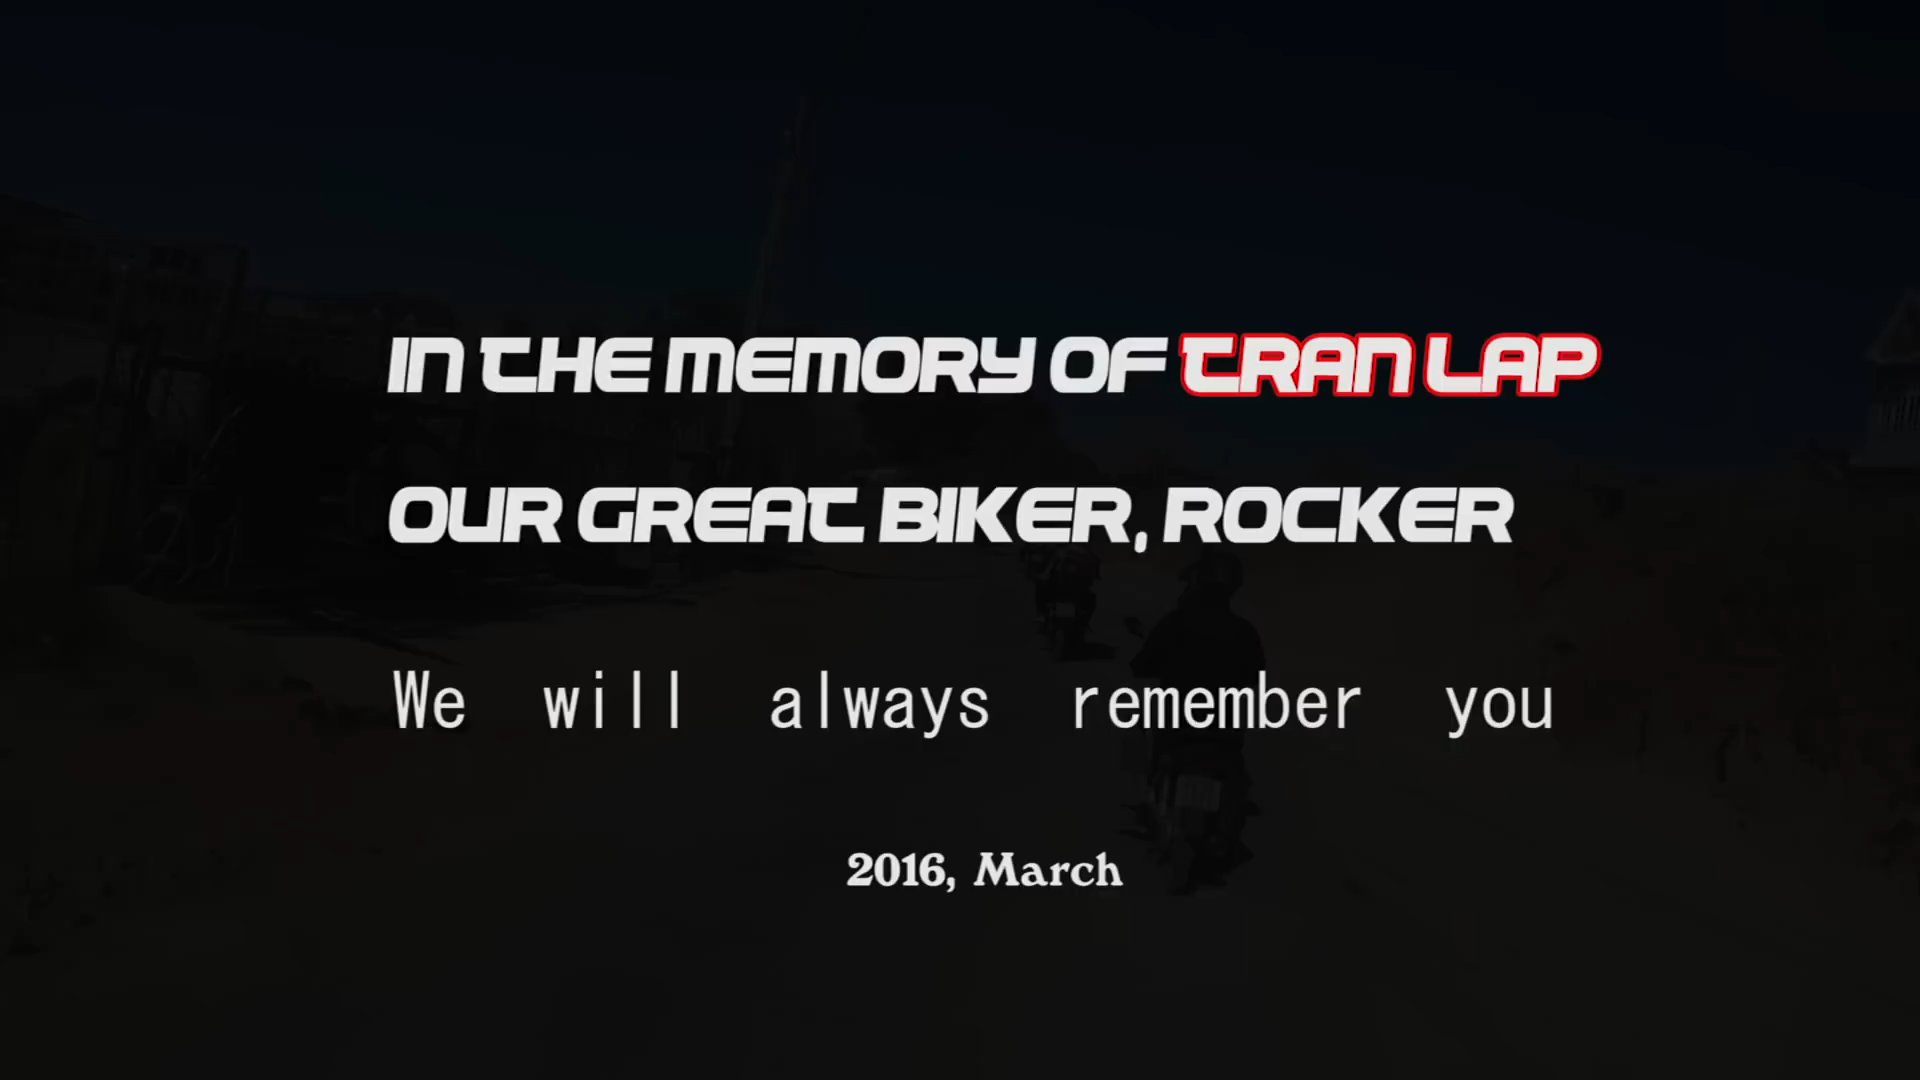 IN THE MEMORY OF TRAN LAP
OUR GREAT BIKER, ROCKER
We will always remember you
2016, March